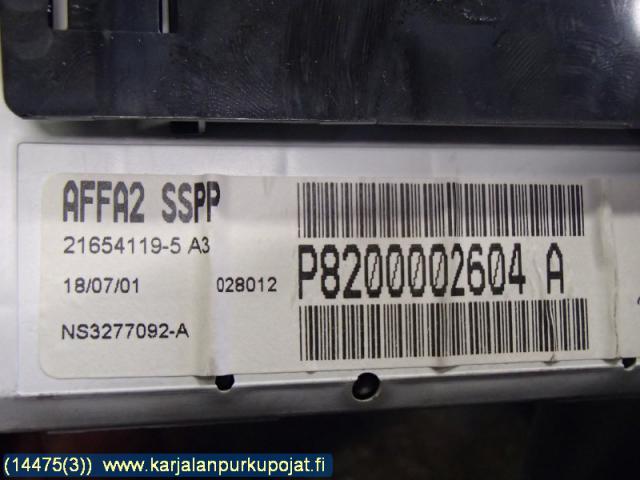 AFFA2 SSPP
21654119-5 A3
18/07/01 028012
NS3277092-A
P8200002604 A
(14475(3)) www.karjalanpurkupojat.fi